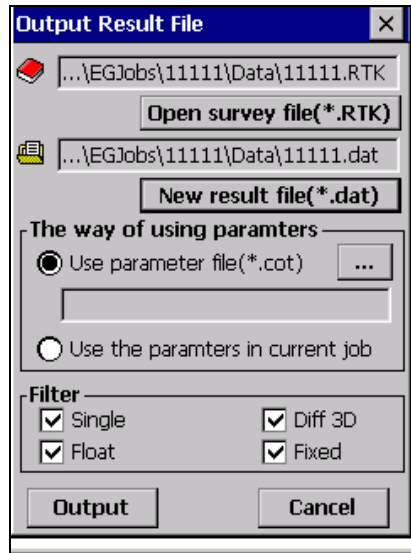 Output Result File
...\EGJobs\11111\Data\11111.RTK
Open survey file(*.RTK)
...\EGJobs\11111\Data\11111.dat
New result file(*.dat)
The way of using paramters
Use parameter file(*.cot) ...
Use the paramters in current job
Filter
Single Diff 3D
Float Fixed
Output Cancel